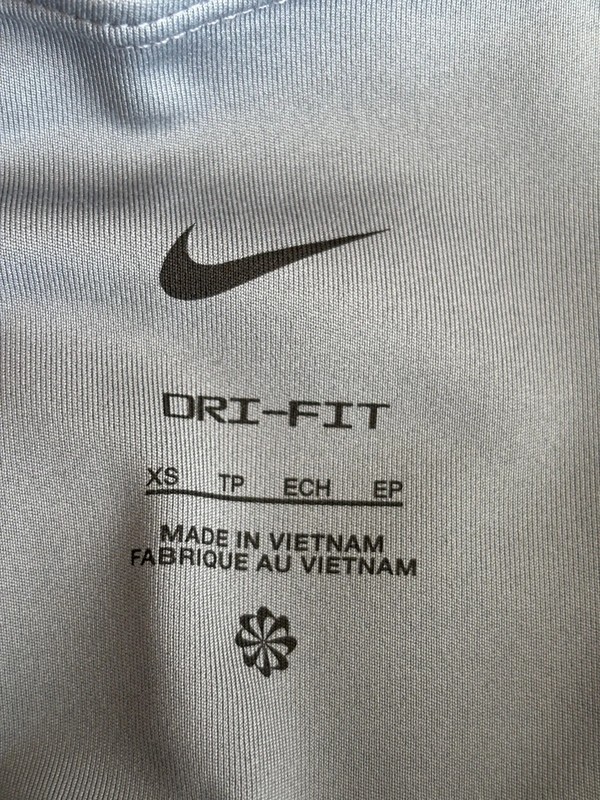 DRI-FIT
XS TP ECH EP
MADE IN VIETNAM
FABRIQUE AU VIETNAM